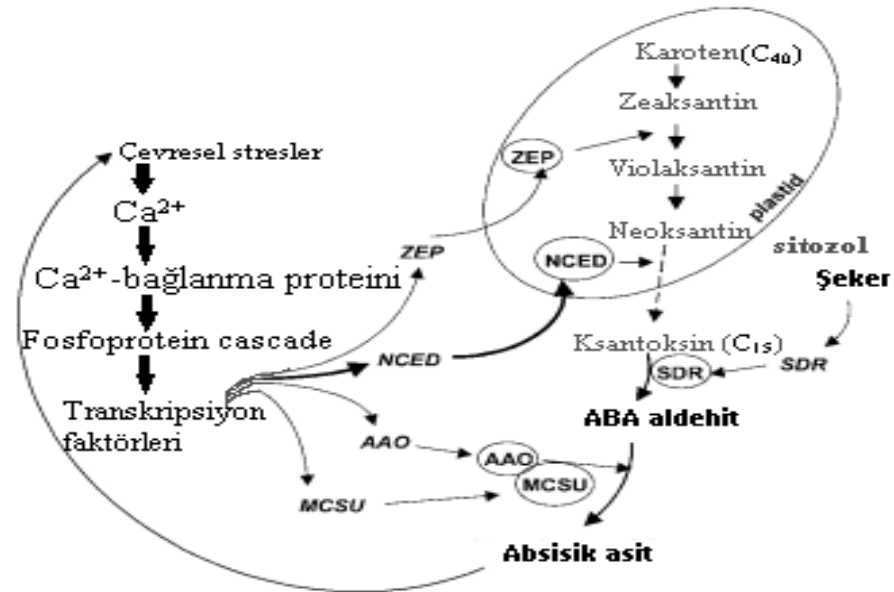 Çevresel stresler
Ca²⁺
Ca²⁺-bağlanma proteini
Fosfoprotein cascade
Transkripsiyon
faktörleri
ZEP
NCED
AAO
MCSU
Karoten(C₄₀)
Zeaksantin
ZEP
Violaksantin
plastid
Neoksantin
NCED
sitozol
Şeker
Ksantoksin (C₁₅)
SDR
SDR
ABA aldehit
AAO
MCSU
Absisik asit